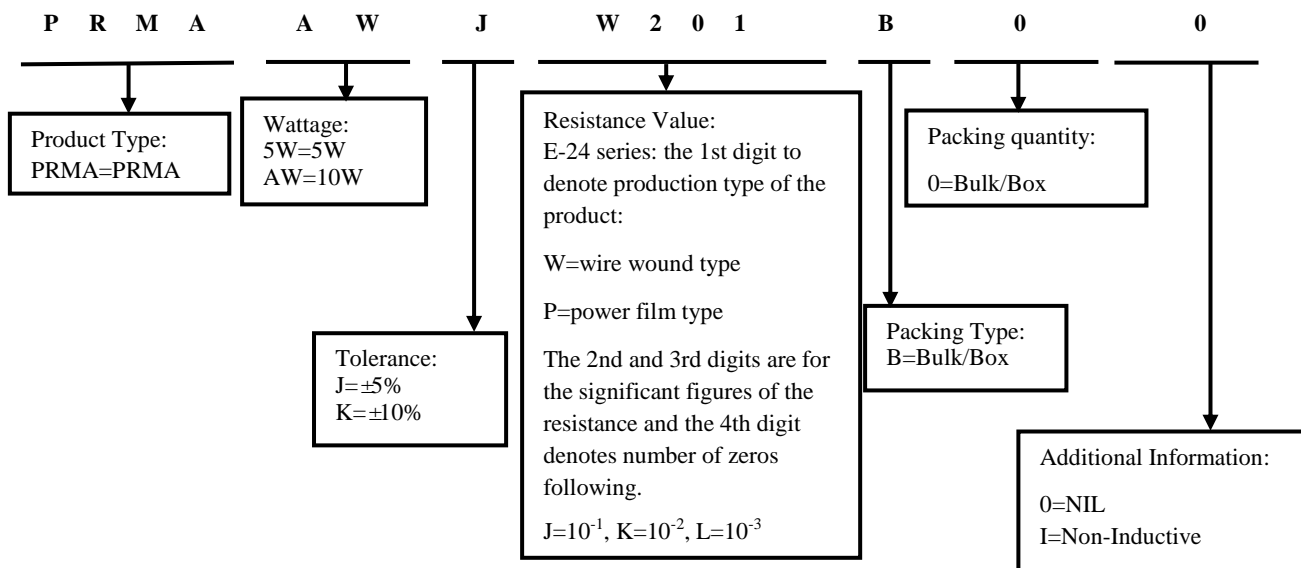 P R M A A W J W 2 0 1 B 0 0
Product Type:
PRMA=PRMA
Wattage:
5W=5W
AW=10W
Tolerance:
J=±5%
K=±10%
Resistance Value:
E-24 series: the 1st digit to
denote production type of the
product:
W=wire wound type
P=power film type
The 2nd and 3rd digits are for
the significant figures of the
resistance and the 4th digit
denotes number of zeros
following.
J=10⁻¹, K=10⁻², L=10⁻³
Packing Type:
B=Bulk/Box
Packing quantity:
0=Bulk/Box
Additional Information:
0=NIL
I=Non-Inductive